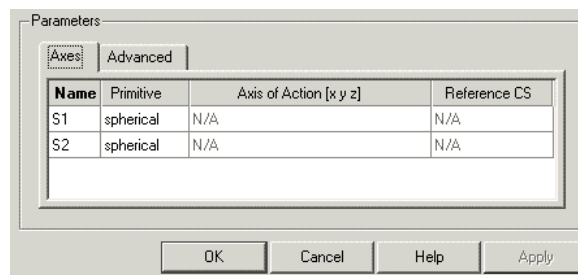 Parameters
Axes Advanced
Name Primitive Axis of Action [x y z] Reference CS
S1 spherical N/A N/A
S2 spherical N/A N/A
OK Cancel Help Apply